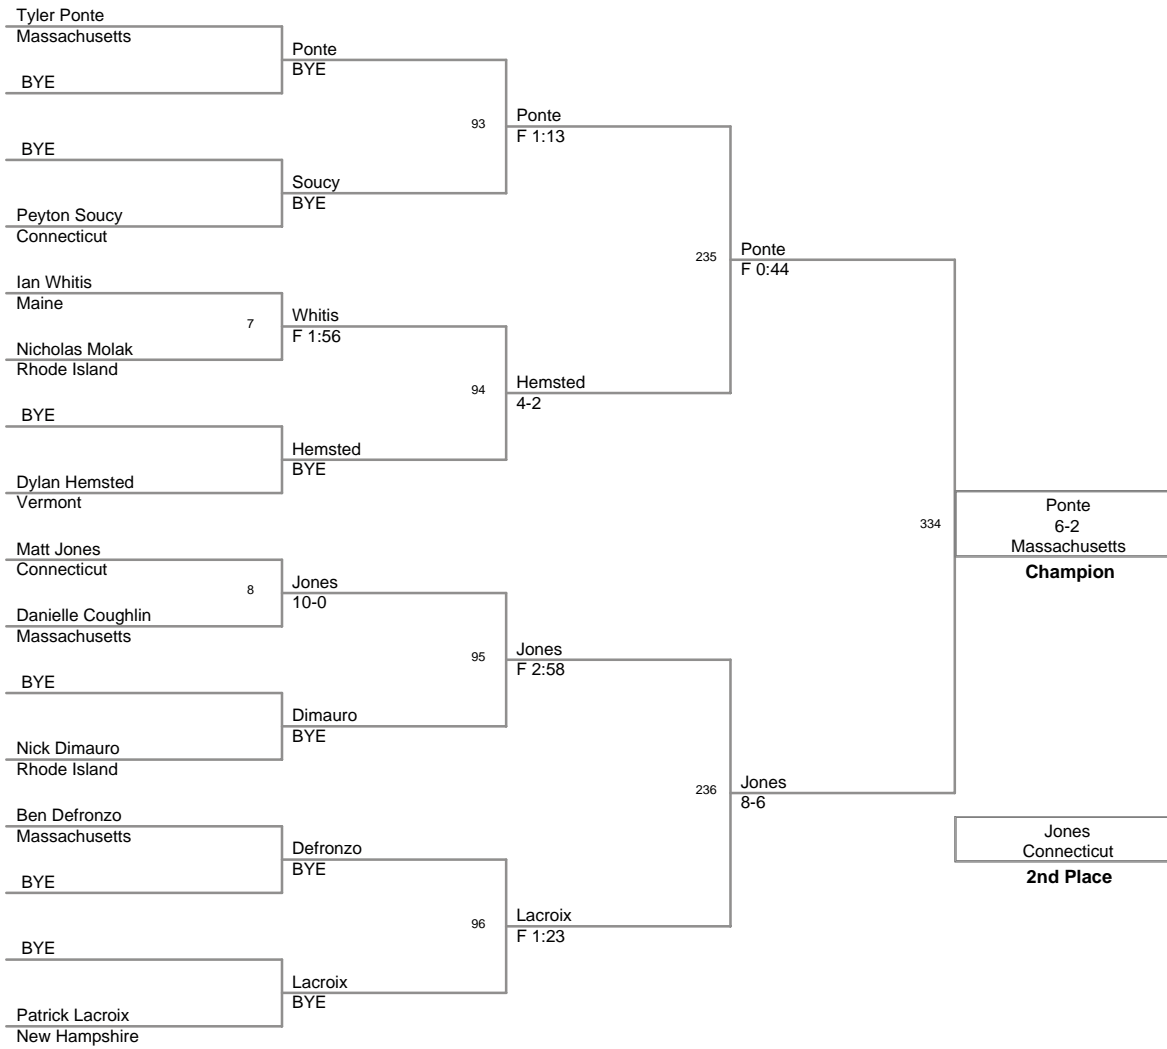 Tyler Ponte
Massachusetts
BYE
BYE
Peyton Soucy
Connecticut
Ian Whitis
Maine
Nicholas Molak
Rhode Island
BYE
Dylan Hemsted
Vermont
Matt Jones
Connecticut
Danielle Coughlin
Massachusetts
BYE
Nick Dimauro
Rhode Island
Ben Defronzo
Massachusetts
BYE
BYE
Patrick Lacroix
New Hampshire
Ponte
BYE
Soucy
BYE
7
Whitis
F 1:56
Hemsted
BYE
8
Jones
10-0
Dimauro
BYE
Defronzo
BYE
Lacroix
BYE
93
Ponte
F 1:13
94
Hemsted
4-2
95
Jones
F 2:58
96
Lacroix
F 1:23
235
Ponte
F 0:44
236
Jones
8-6
334
Ponte
6-2
Massachusetts
Champion
Jones
Connecticut
2nd Place